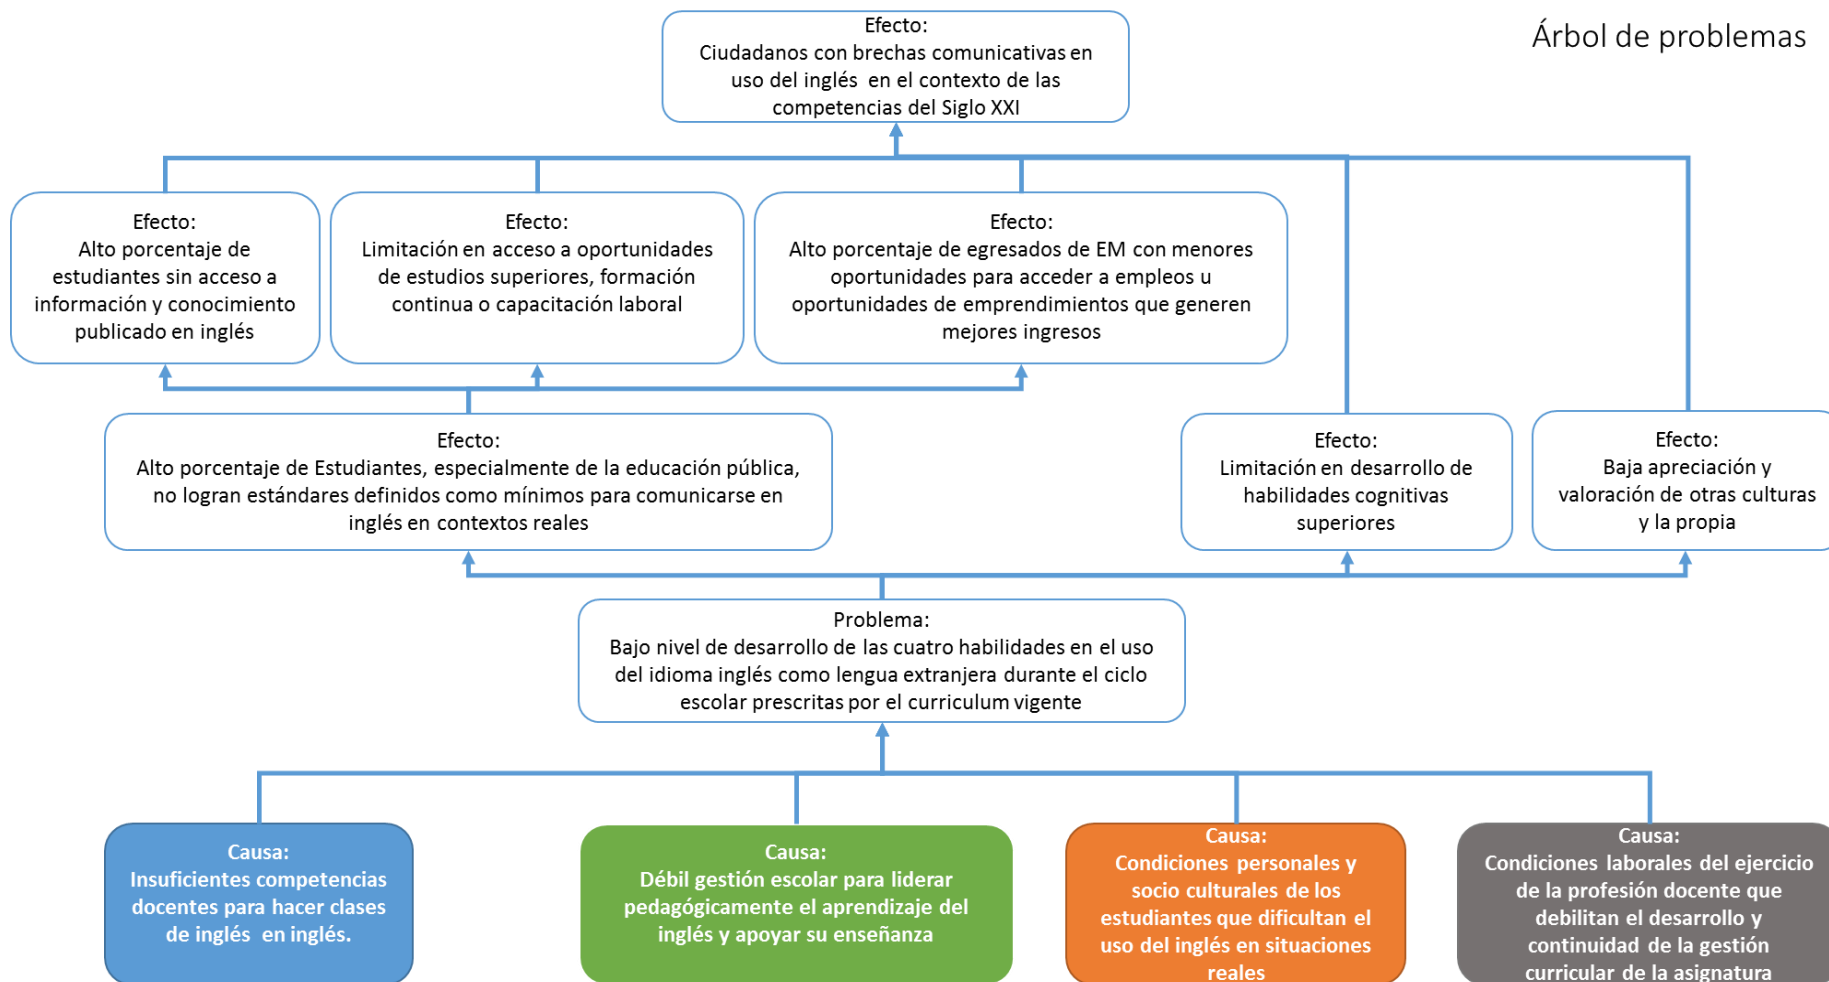 Árbol de problemas
Efecto:
Ciudadanos con brechas comunicativas en
uso del inglés en el contexto de las
competencias del Siglo XXI
Efecto:
Alto porcentaje de
estudiantes sin acceso a
información y conocimiento
publicado en inglés
Efecto:
Limitación en acceso a oportunidades
de estudios superiores, formación
continua o capacitación laboral
Efecto:
Alto porcentaje de egresados de EM con menores
oportunidades para acceder a empleos u
oportunidades de emprendimientos que generen
mejores ingresos
Efecto:
Alto porcentaje de Estudiantes, especialmente de la educación pública,
no logran estándares definidos como mínimos para comunicarse en
inglés en contextos reales
Efecto:
Limitación en desarrollo de
habilidades cognitivas
superiores
Efecto:
Baja apreciación y
valoración de otras culturas
y la propia
Problema:
Bajo nivel de desarrollo de las cuatro habilidades en el uso
del idioma inglés como lengua extranjera durante el ciclo
escolar prescritas por el curriculum vigente
Causa:
Insuficientes competencias
docentes para hacer clases
de inglés en inglés.
Causa:
Débil gestión escolar para liderar
pedagógicamente el aprendizaje del
inglés y apoyar su enseñanza
Causa:
Condiciones personales y
socio culturales de los
estudiantes que dificultan el
uso del inglés en situaciones
reales
Causa:
Condiciones laborales del ejercicio
de la profesión docente que
debilitan el desarrollo y
continuidad de la gestión
curricular de la asignatura